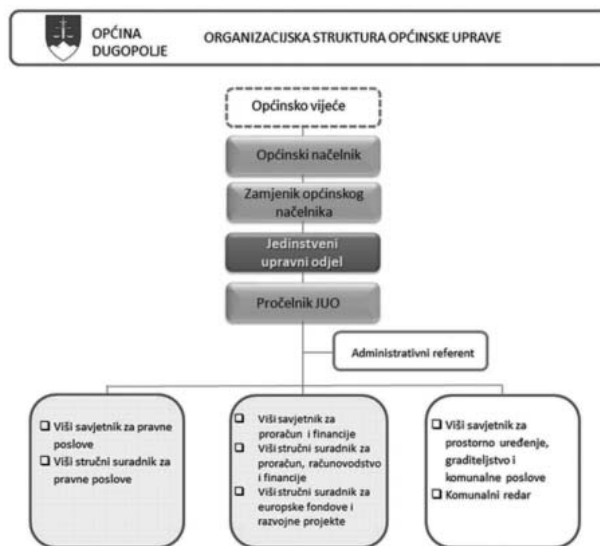 OPĆINA
DUGOPOLJE
ORGANIZACIJSKA STRUKTURA OPĆINSKE UPRAVE
Općinsko vijeće
Općinski načelnik
Zamjenik općinskog
načelnika
Jedinstveni
upravni odjel
Pročelnik JUO
Administrativni referent
Viši savjetnik za pravne
poslove
Viši stručni suradnik za
pravne poslove
Viši savjetnik za
proračun i financije
Viši stručni suradnik za
proračun, računovodstvo
i financije
Viši stručni suradnik za
europske fondove i
razvojne projekte
Viši savjetnik za
prostorno uređenje,
graditeljstvo i
komunalne poslove
Komunalni redar